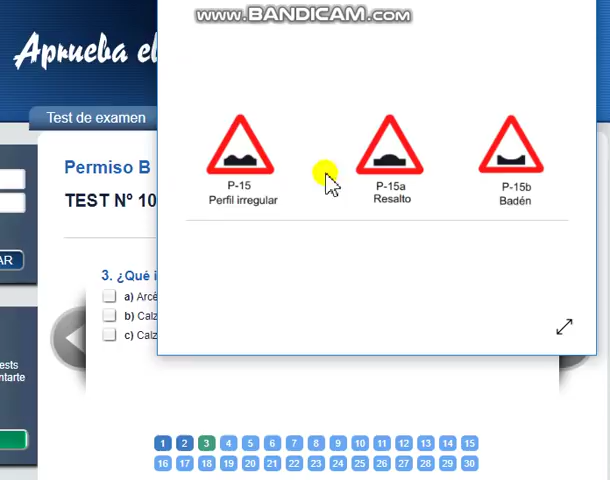 www.BANDICAM.com
Aprueba el
Test de examen
P-15
Perfil irregular
P-15a
Resalto
P-15b
Badén
Permiso B
TEST Nº 10
AR
3. ¿Qué i
a) Arcé
b) Calz
c) Calz
ests
ntarte
1 2 3 4 5 6 7 8 9 10 11 12 13 14 15
16 17 18 19 20 21 22 23 24 25 26 27 28 29 30